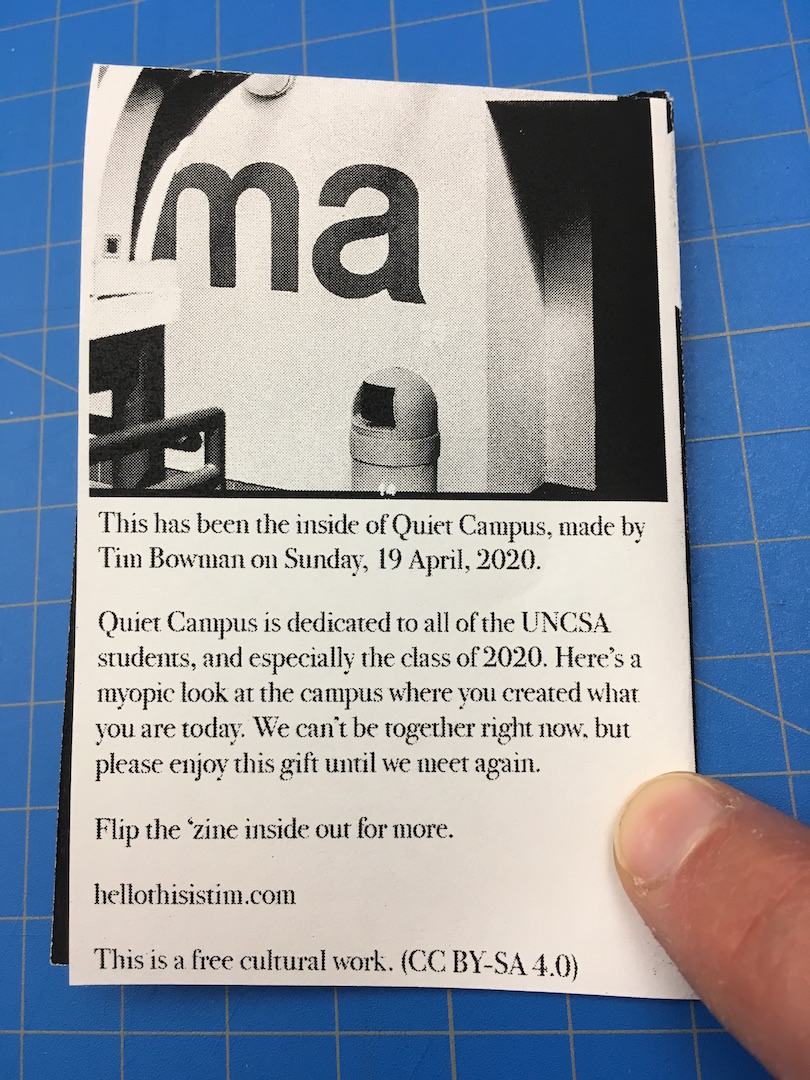 ma
14
This has been the inside of Quiet Campus, made by
Tim Bowman on Sunday, 19 April, 2020.
Quiet Campus is dedicated to all of the UNCSA
students, and especially the class of 2020. Here's a
myopic look at the campus where you created what
you are today. We can't be together right now, but
please enjoy this gift until we meet again.
Flip the ‘zine inside out for more.
hellothisistim.com
This is a free cultural work. (CC BY-SA 4.0)